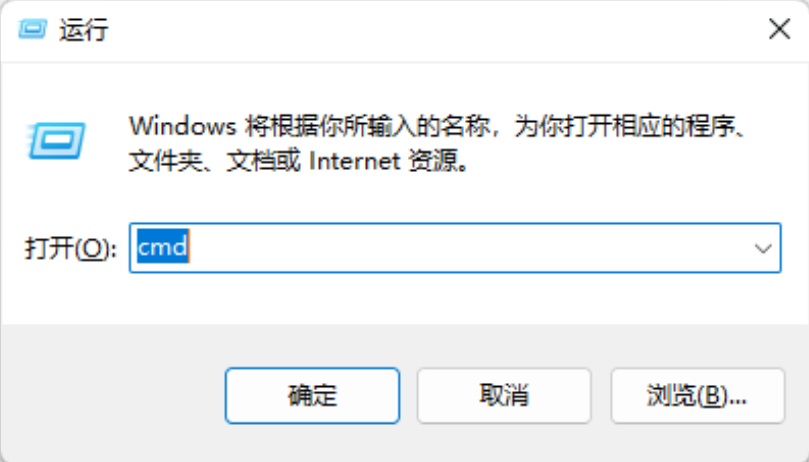 运行
Windows 将根据你所输入的名称，为你打开相应的程序、
文件夹、文档或 Internet 资源。
打开(O): cmd
确定 取消 浏览(B)...